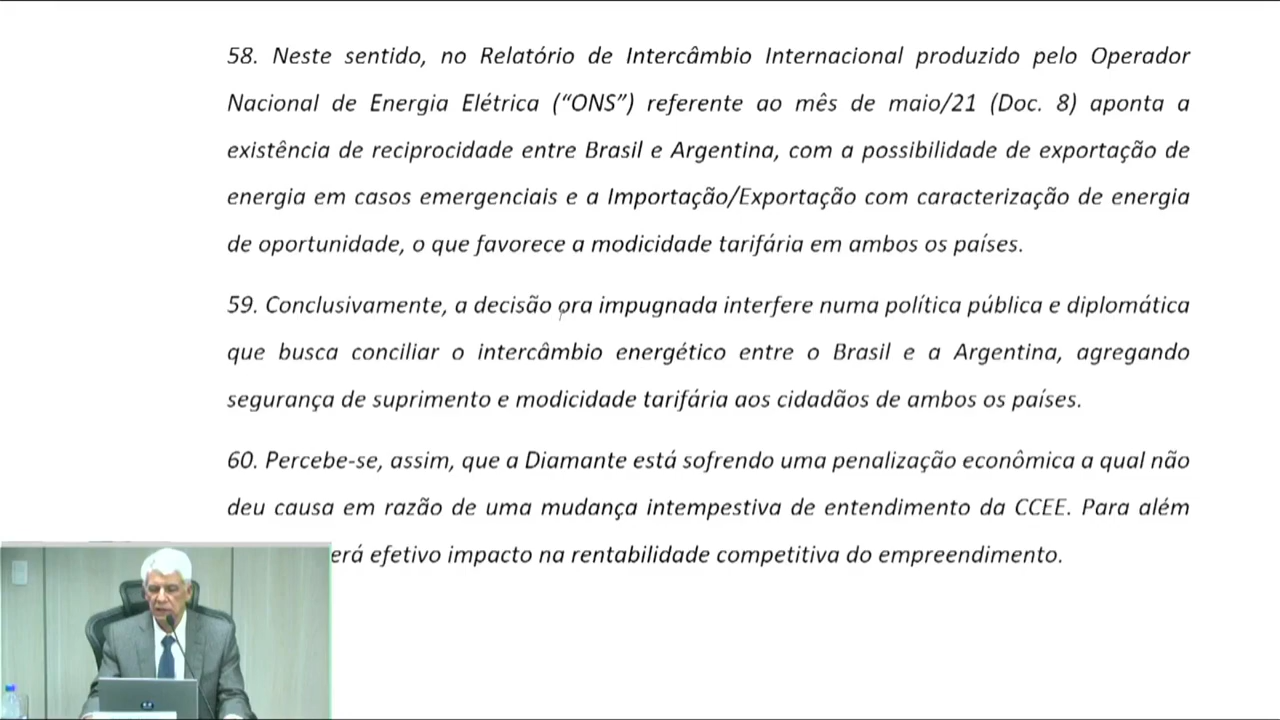 58. Neste sentido, no Relatório de Intercâmbio Internacional produzido pelo Operador
Nacional de Energia Elétrica (“ONS”) referente ao mês de maio/21 (Doc. 8) aponta a
existência de reciprocidade entre Brasil e Argentina, com a possibilidade de exportação de
energia em casos emergenciais e a Importação/Exportação com caracterização de energia
de oportunidade, o que favorece a modicidade tarifária em ambos os países.
59. Conclusivamente, a decisão ora impugnada interfere numa política pública e diplomática
que busca conciliar o intercâmbio energético entre o Brasil e a Argentina, agregando
segurança de suprimento e modicidade tarifária aos cidadãos de ambos os países.
60. Percebe-se, assim, que a Diamante está sofrendo uma penalização econômica a qual não
deu causa em razão de uma mudança intempestiva de entendimento da CCEE. Para além
efetivo impacto na rentabilidade competitiva do empreendimento.